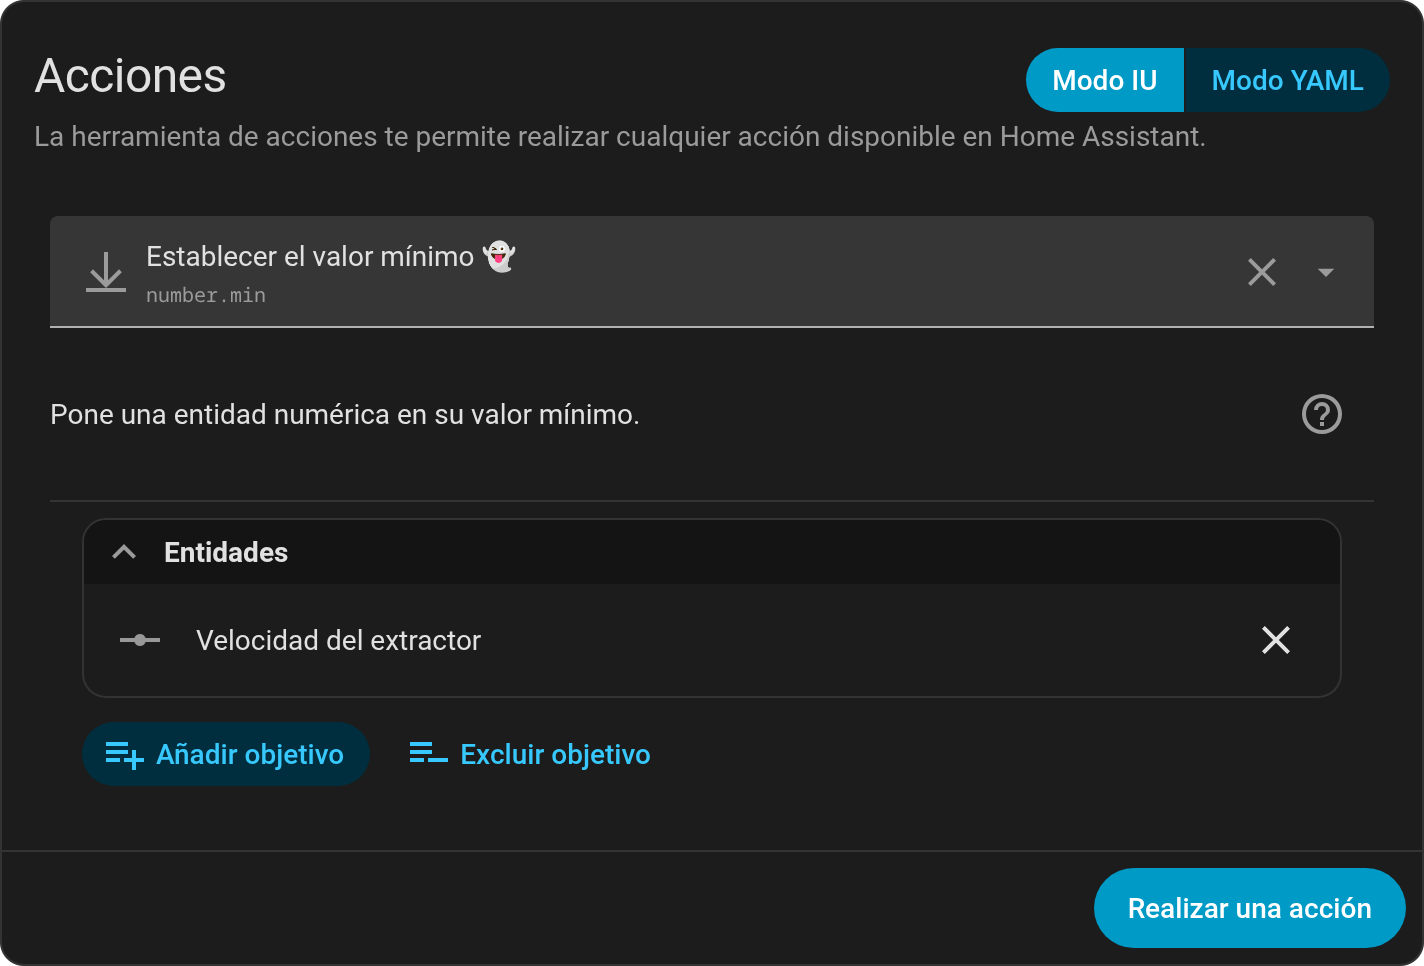 Acciones
Modo IU
Modo YAML
La herramienta de acciones te permite realizar cualquier acción disponible en Home Assistant.
Establecer el valor mínimo 👻
number.min
Pone una entidad numérica en su valor mínimo.
Entidades
Velocidad del extractor
Añadir objetivo
Excluir objetivo
Realizar una acción